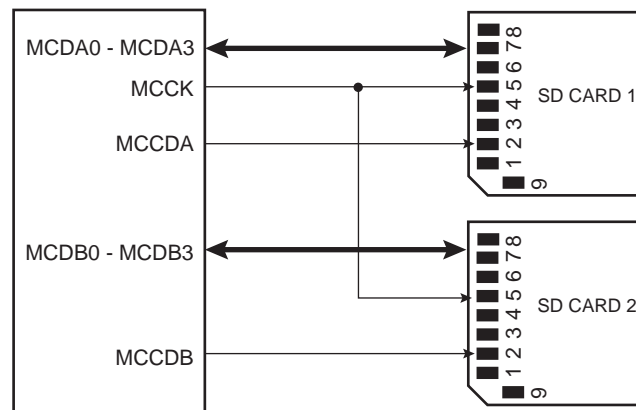 MCDA0 - MCDA3
MCCK
MCCDA
MCDB0 - MCDB3
MCCDB
1 2 3 4 5 6 7 8
9
SD CARD 1
1 2 3 4 5 6 7 8
9
SD CARD 2